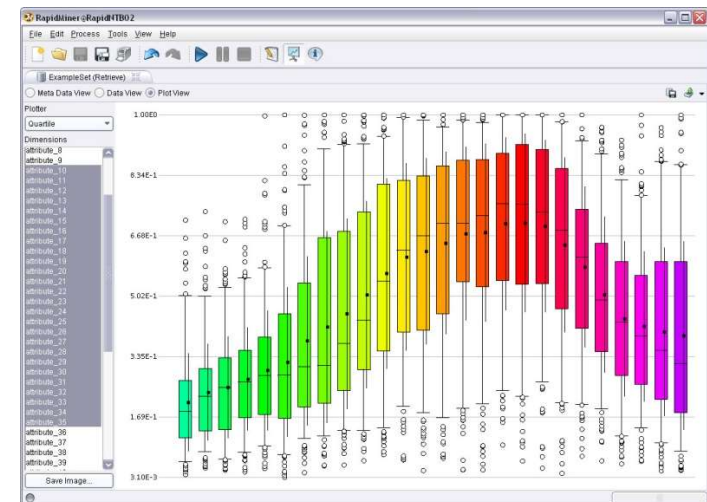 RapidMiner@RapidNTB02
File Edit Process Tools View Help
ExampleSet (Retrieve)
Meta Data View Data View Plot View
Plotter
Quartile
Dimensions
attribute_8
attribute_9
attribute_10
attribute_11
attribute_12
attribute_13
attribute_14
attribute_15
attribute_16
attribute_17
attribute_18
attribute_19
attribute_20
attribute_21
attribute_22
attribute_23
attribute_24
attribute_25
attribute_26
attribute_27
attribute_28
attribute_29
attribute_30
attribute_31
attribute_32
attribute_33
attribute_34
attribute_35
attribute_36
attribute_37
attribute_38
attribute_39
Save Image...
1.00E0
8.34E-1
6.68E-1
5.02E-1
3.35E-1
1.69E-1
3.10E-3